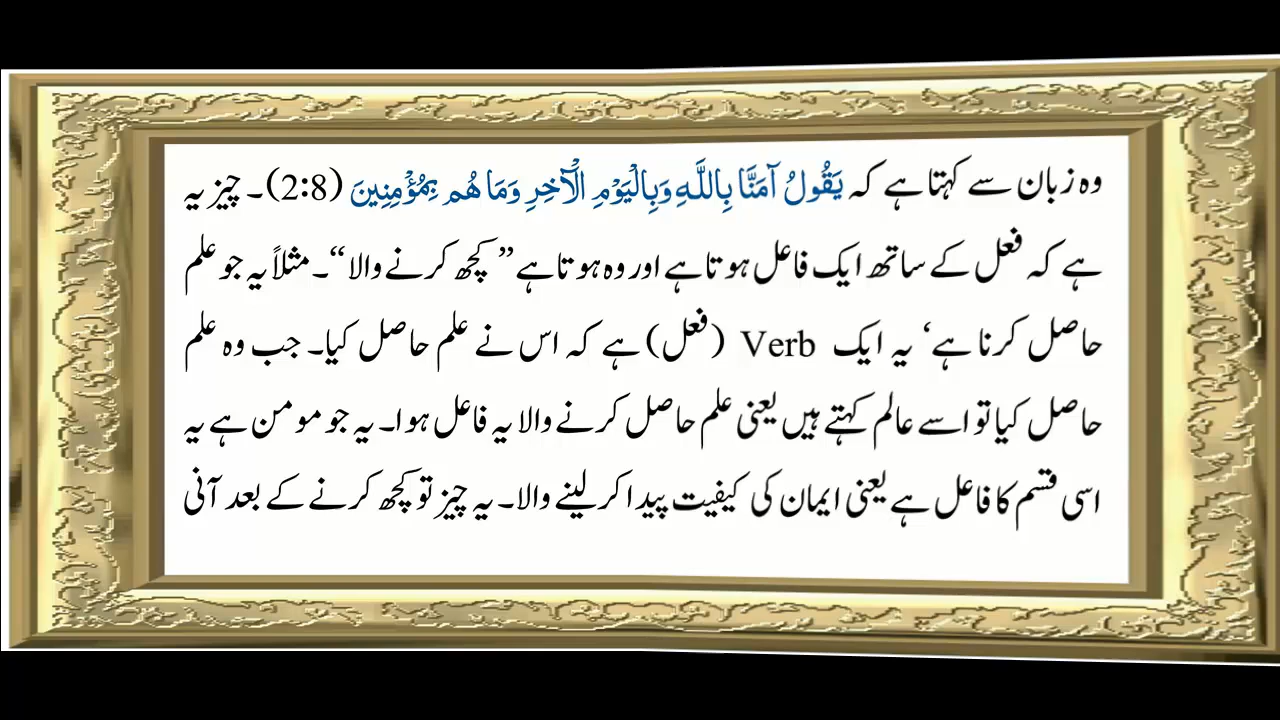 وہ زبان سے کہتا ہے کہ يَقُولُ آمَنَّا بِاللَّهِ وَبِالْيَوْمِ الْآخِرِ وَمَا هُم بِمُؤْمِنِينَ (2:8)۔ چیز یہ
ہے کہ فعل کے ساتھ ایک فاعل ہوتا ہے اور وہ ہوتا ہے ”کچھ کرنے والا“۔ مثلاً یہ جو علم
حاصل کرنا ہے‘ یہ ایک Verb (فعل) ہے کہ اس نے علم حاصل کیا۔ جب وہ علم
حاصل کیا تو اسے عالم کہتے ہیں یعنی علم حاصل کرنے والا یہ فاعل ہوا۔ یہ جو مومن ہے یہ
اسی قسم کا فاعل ہے یعنی ایمان کی کیفیت پیدا کر لینے والا۔ یہ چیز تو کچھ کرنے کے بعد آنی